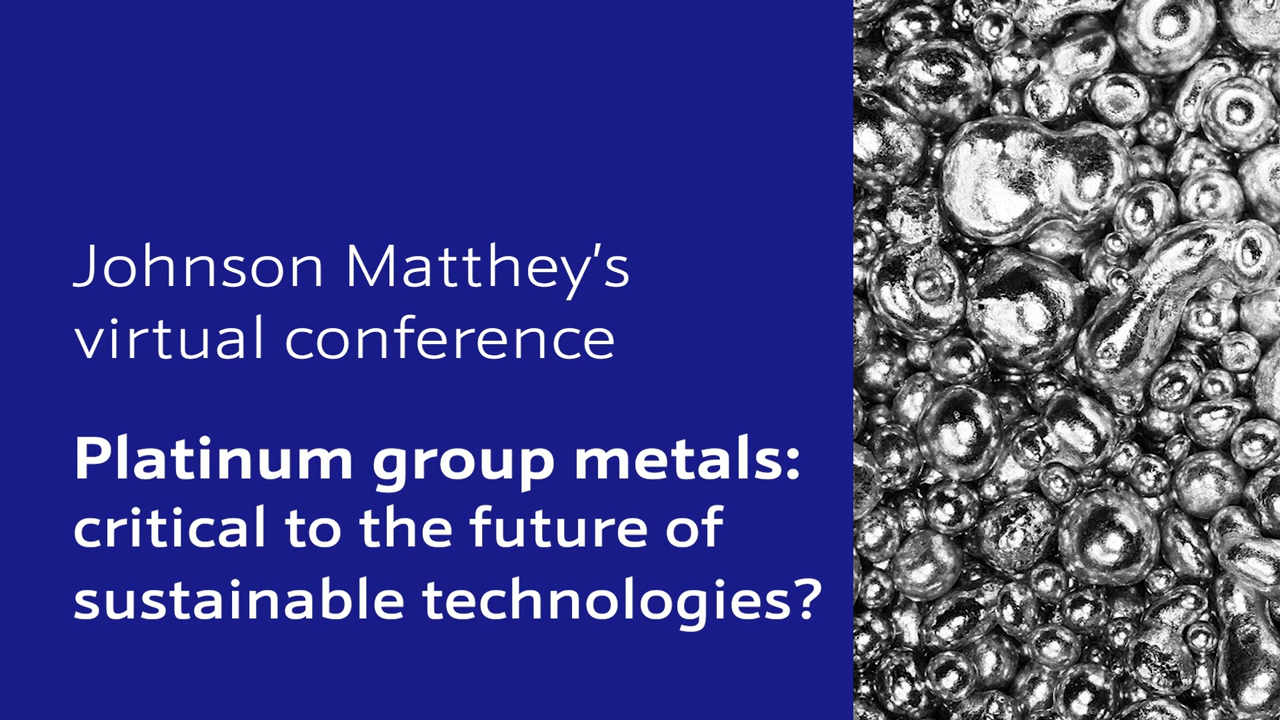 Johnson Matthey’s
virtual conference
Platinum group metals:
critical to the future of
sustainable technologies?